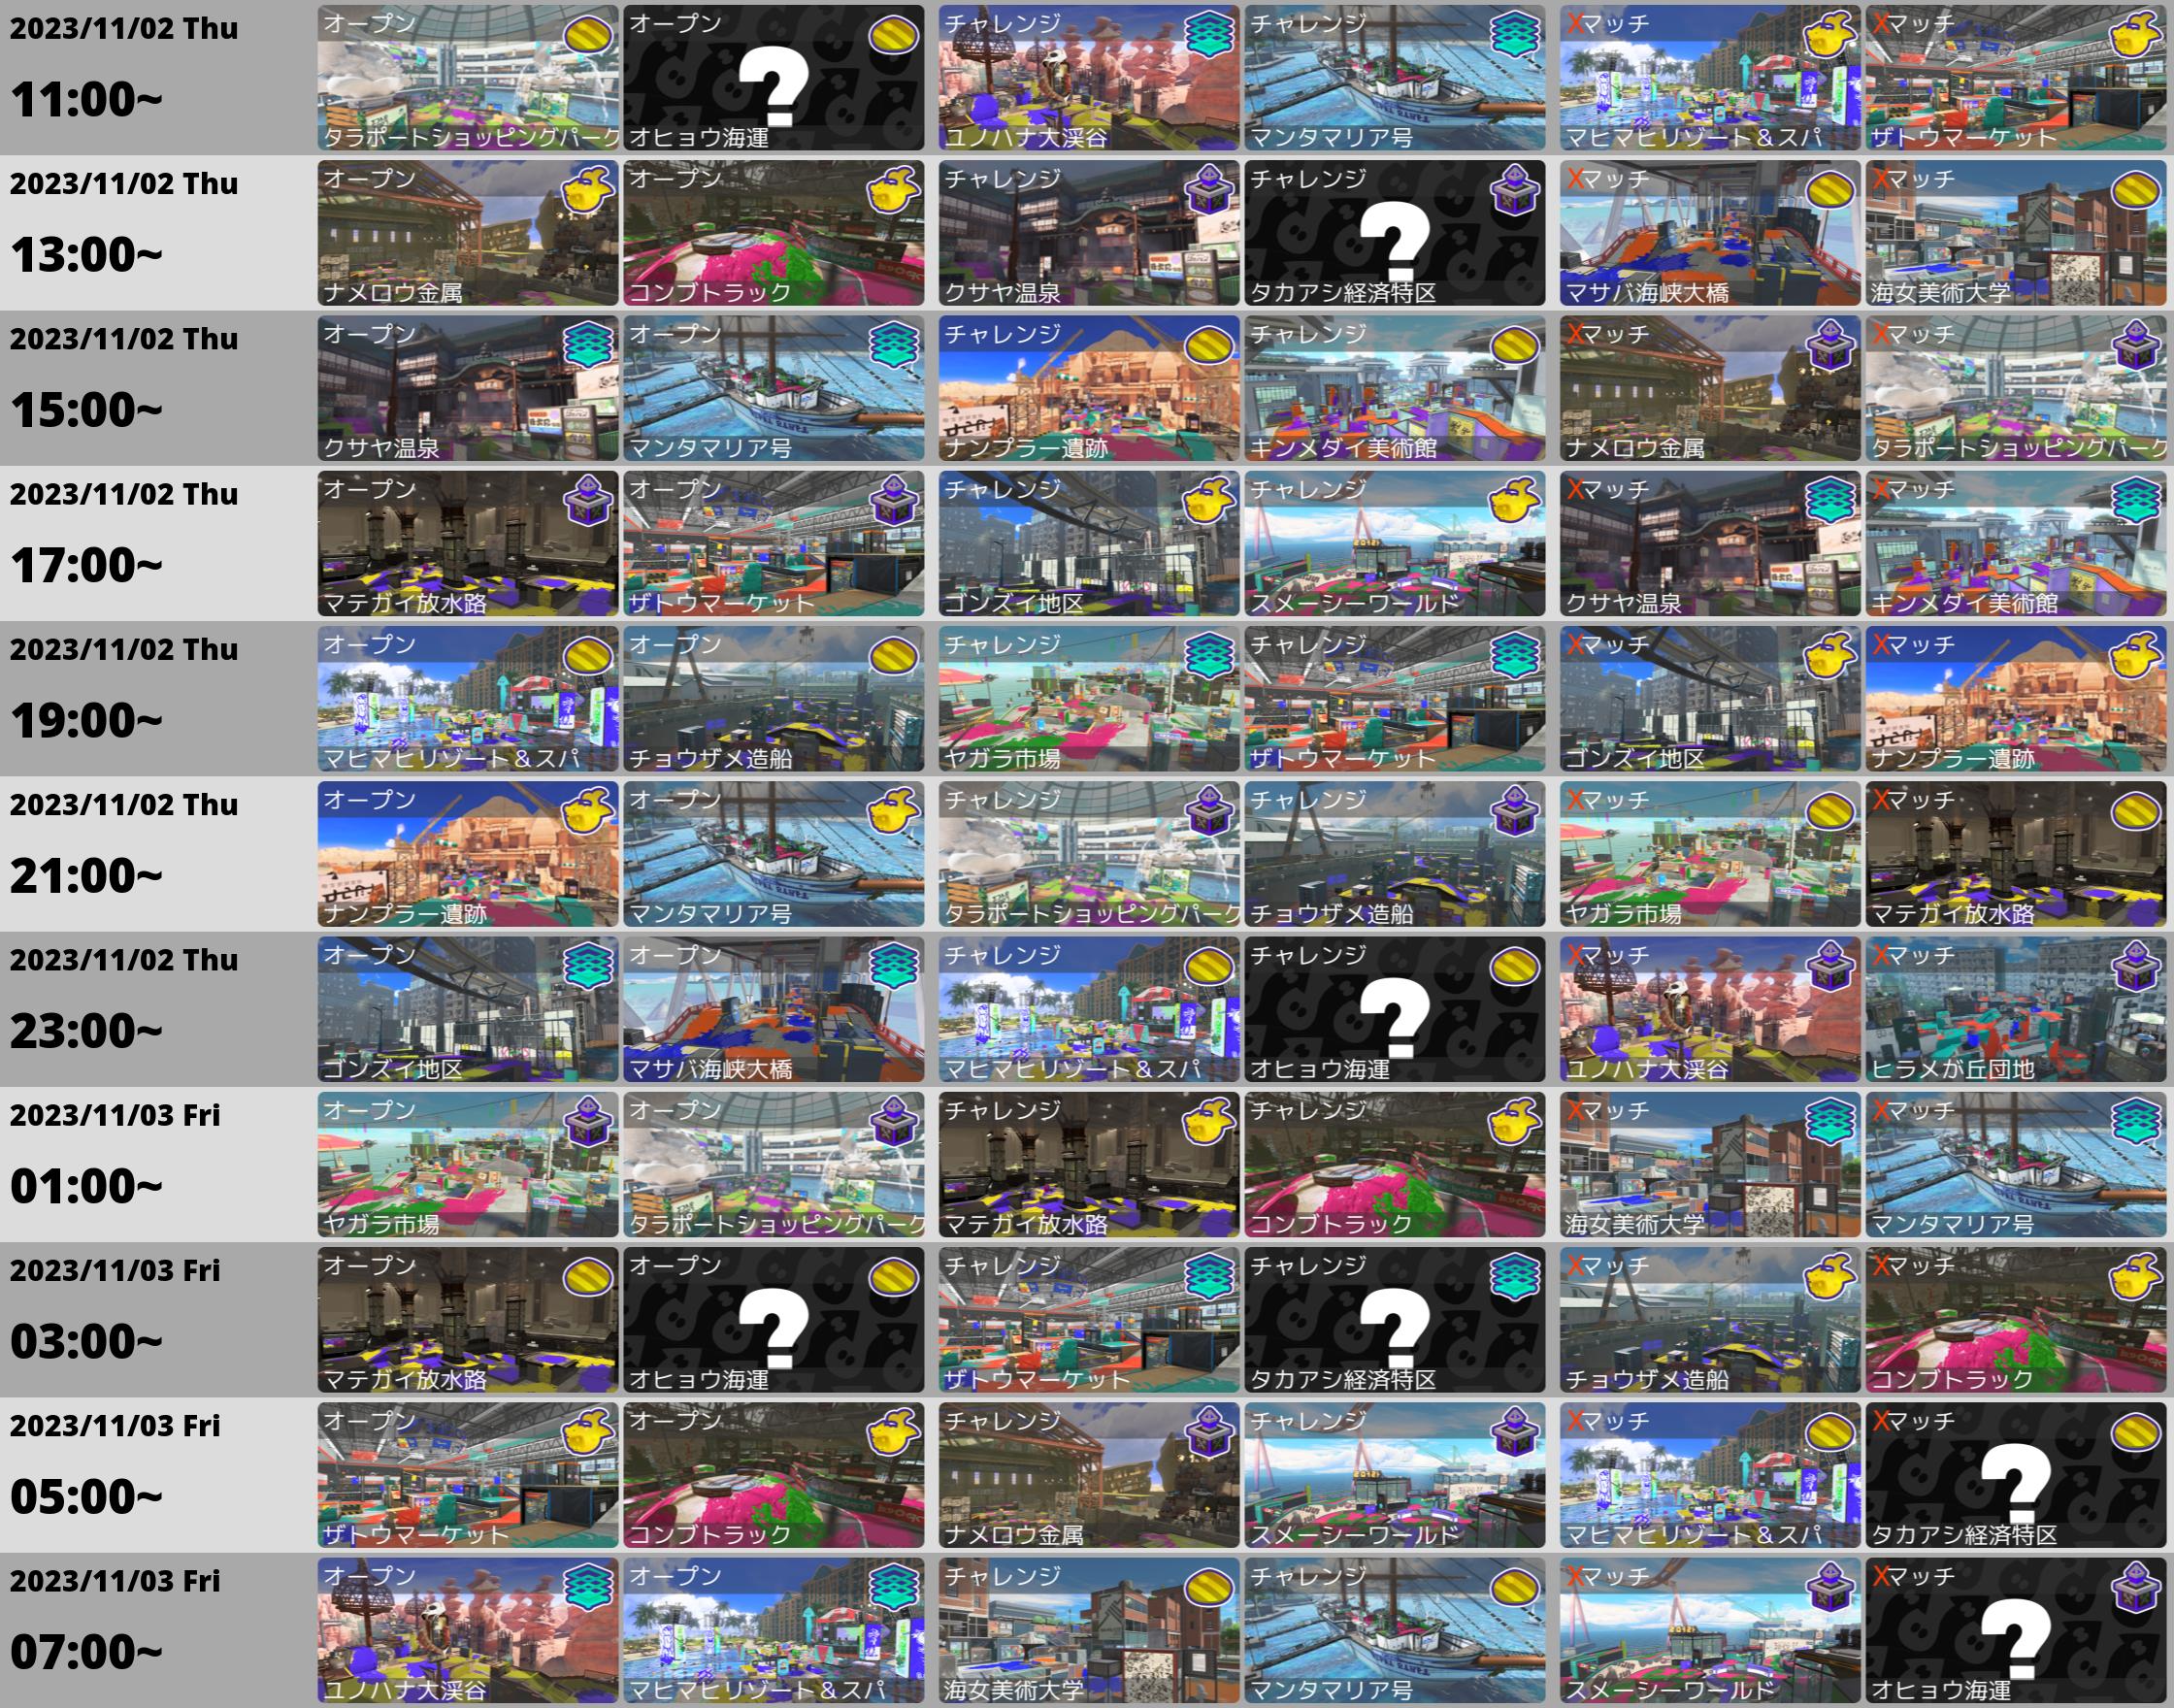 2023/11/02 Thu
11:00~
オープン
タラポートショッピングパーク
オープン
オヒョウ海運
チャレンジ
ユノハナ大渓谷
チャレンジ
マンタマリア号
Xマッチ
マヒマヒリゾート&スパ
Xマッチ
ザトウマーケット
2023/11/02 Thu
13:00~
オープン
ナメロウ金属
オープン
コンブトラック
チャレンジ
クサヤ温泉
チャレンジ
タカアシ経済特区
Xマッチ
マサバ海峡大橋
Xマッチ
海女美術大学
2023/11/02 Thu
15:00~
オープン
クサヤ温泉
オープン
マンタマリア号
チャレンジ
ナンプラー遺跡
チャレンジ
キンメダイ美術館
Xマッチ
ナメロウ金属
Xマッチ
タラポートショッピングパーク
2023/11/02 Thu
17:00~
オープン
マテガイ放水路
オープン
ザトウマーケット
チャレンジ
ゴンズイ地区
チャレンジ
スメーシーワールド
Xマッチ
クサヤ温泉
Xマッチ
キンメダイ美術館
2023/11/02 Thu
19:00~
オープン
マヒマヒリゾート&スパ
オープン
チョウザメ造船
チャレンジ
ヤガラ市場
チャレンジ
ザトウマーケット
Xマッチ
ゴンズイ地区
Xマッチ
ナンプラー遺跡
2023/11/02 Thu
21:00~
オープン
ナンプラー遺跡
オープン
マンタマリア号
チャレンジ
タラポートショッピングパーク
チャレンジ
チョウザメ造船
Xマッチ
ヤガラ市場
Xマッチ
マテガイ放水路
2023/11/02 Thu
23:00~
オープン
ゴンズイ地区
オープン
マサバ海峡大橋
チャレンジ
マヒマヒリゾート&スパ
チャレンジ
オヒョウ海運
Xマッチ
ユノハナ大渓谷
Xマッチ
ヒラメが丘団地
2023/11/03 Fri
01:00~
オープン
ヤガラ市場
オープン
タラポートショッピングパーク
チャレンジ
マテガイ放水路
チャレンジ
コンブトラック
Xマッチ
海女美術大学
Xマッチ
マンタマリア号
2023/11/03 Fri
03:00~
オープン
マテガイ放水路
オープン
オヒョウ海運
チャレンジ
ザトウマーケット
チャレンジ
タカアシ経済特区
Xマッチ
チョウザメ造船
Xマッチ
コンブトラック
2023/11/03 Fri
05:00~
オープン
ザトウマーケット
オープン
コンブトラック
チャレンジ
ナメロウ金属
チャレンジ
スメーシーワールド
Xマッチ
マヒマヒリゾート&スパ
Xマッチ
タカアシ経済特区
2023/11/03 Fri
07:00~
オープン
ユノハナ大渓谷
オープン
マヒマヒリゾート&スパ
チャレンジ
海女美術大学
チャレンジ
マンタマリア号
Xマッチ
スメーシーワールド
Xマッチ
オヒョウ海運